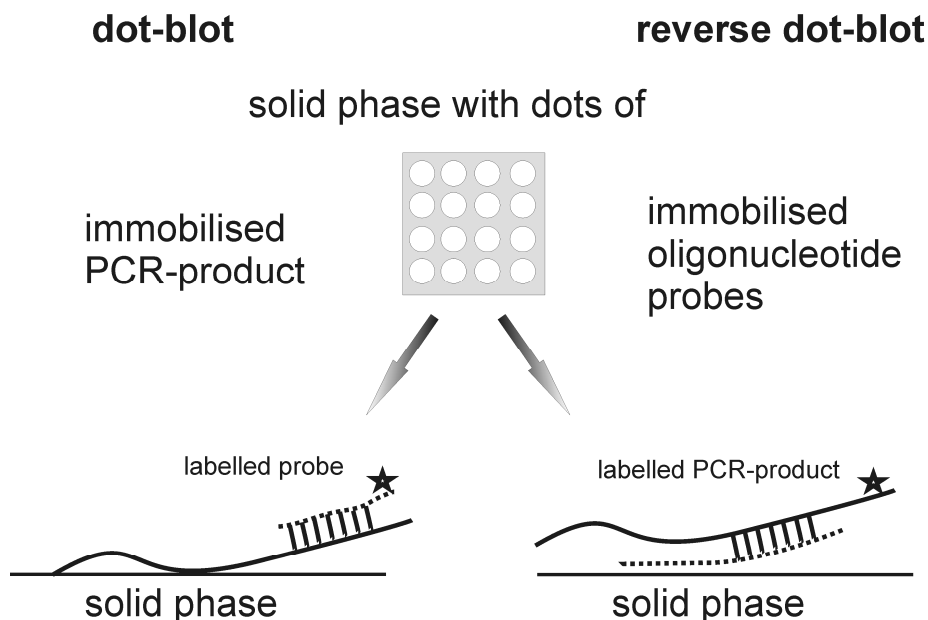 dot-blot
reverse dot-blot
solid phase with dots of
immobilised
PCR-product
immobilised
oligonucleotide
probes
labelled probe
labelled PCR-product
solid phase
solid phase